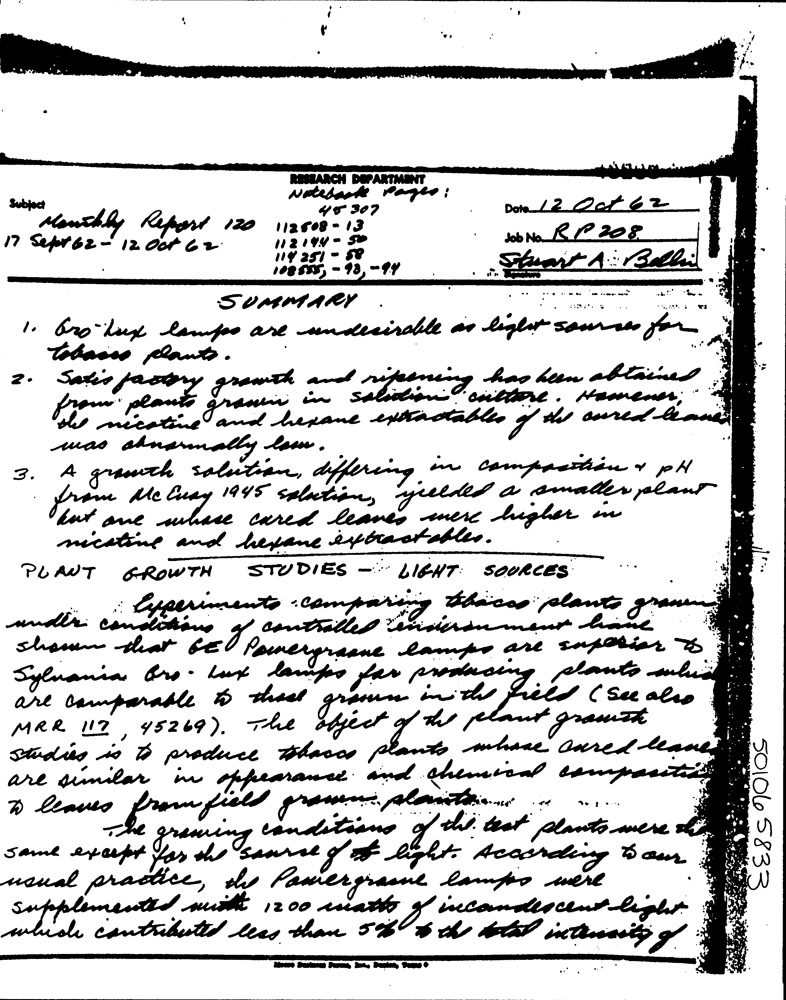 RESEARCH DEPARTMENT
Notebook Pages:
45307
Subject
Monthly Report 120
17 Sept 62 - 12 Oct 62
112508 - 13
112144 - 50
114251 - 58
108555, - 93, - 94
Date 12 Oct 62
Job No. RP 208
Stuart A. Bellin
Signature
SUMMARY
1. Gro-Lux lamps are undesirable as light sources for
tobacco plants.
2. Satisfactory growth and ripening has been obtained
from plants grown in solution culture. However,
the nicotine and hexane extractables of the cured leaves
was abnormally low.
3. A growth solution, differing in composition & pH
from McEvoy 1945 solution, yielded a smaller plant
but one whose cured leaves were higher in
nicotine and hexane extractables.
PLANT GROWTH STUDIES - LIGHT SOURCES
Experiments comparing tobacco plants grown
under conditions of controlled environment have
shown that GE Powergroove lamps are superior to
Sylvania Gro-Lux lamps for producing plants which
are comparable to those grown in the field (See also
MRR 117, 45269). The object of the plant growth
studies is to produce tobacco plants whose cured leaves
are similar in appearance and chemical composition
to leaves from field grown plants.
The growing conditions of the test plants were the
same except for the source of light. According to our
usual practice, the Powergroove lamps were
supplemented with 1200 watts of incandescent light
which contributed less than 5% to the total intensity of
Moore Business Forms, Inc., Denton, Texas
50106 5833